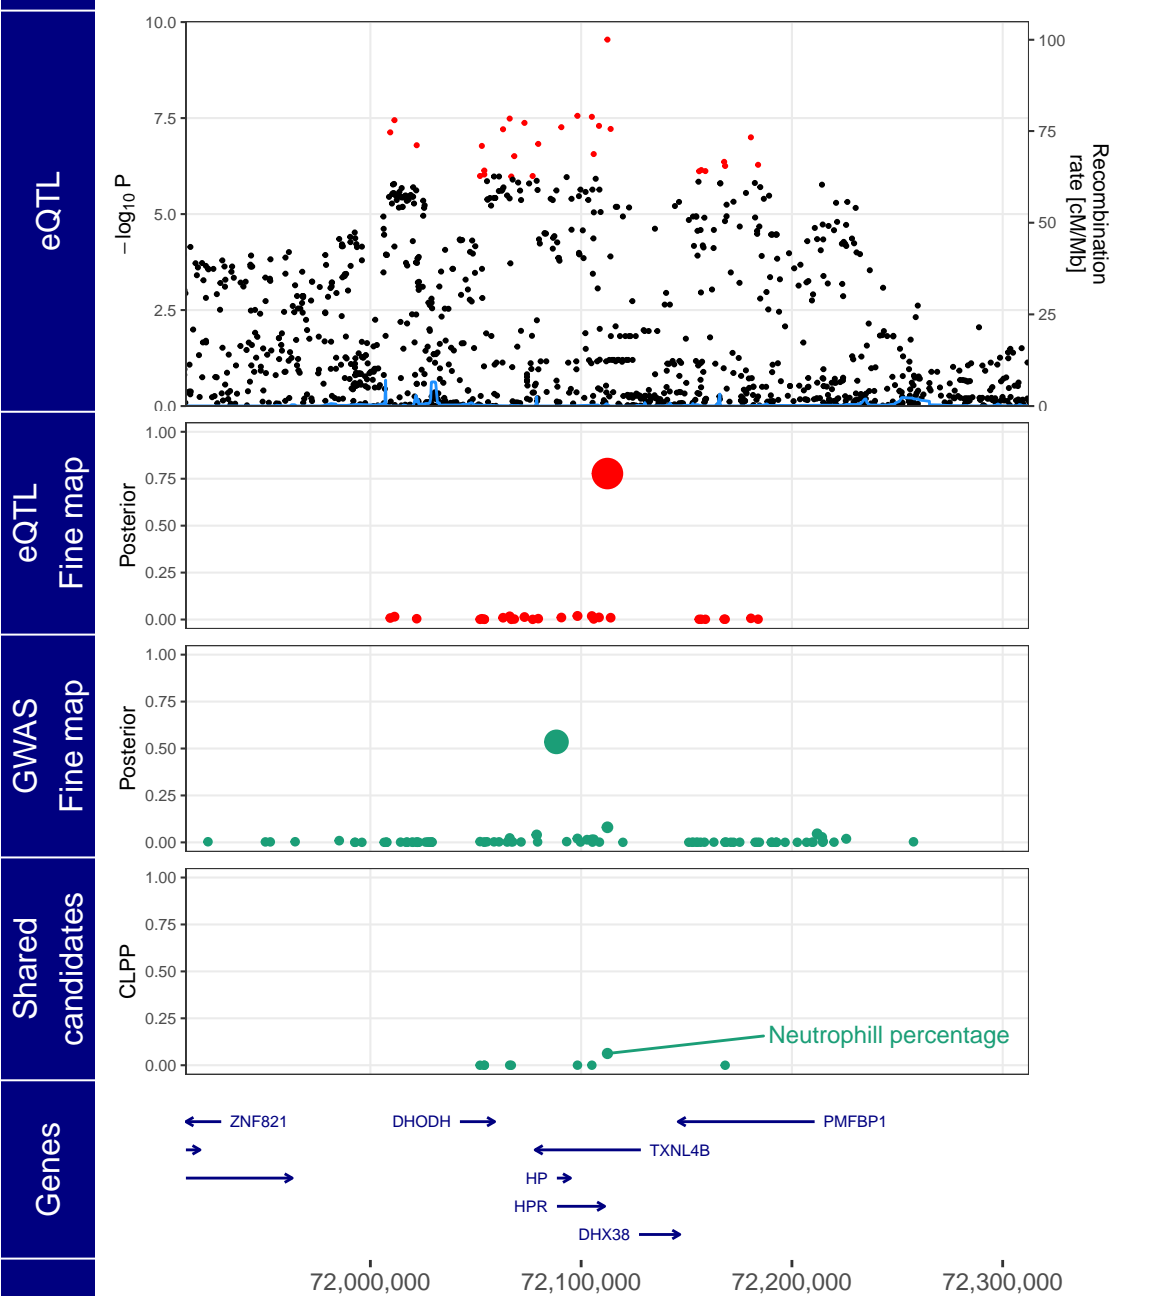 eQTL
10.0
7.5
5.0
2.5
0.0
−log10 P
100
75
50
25
0
Recombination
rate [cM/Mb]
eQTL
Fine map
1.00
0.75
0.50
0.25
0.00
Posterior
GWAS
Fine map
1.00
0.75
0.50
0.25
0.00
Posterior
Shared
candidates
1.00
0.75
0.50
0.25
0.00
CLPP
Neutrophill percentage
Genes
ZNF821
DHODH
PMFBP1
TXNL4B
HP
HPR
DHX38
72,000,000
72,100,000
72,200,000
72,300,000